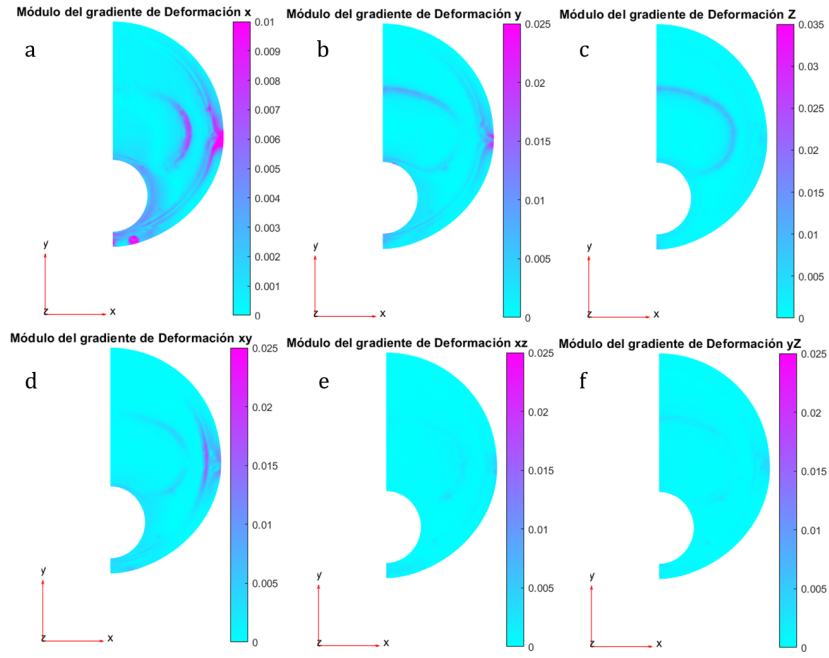 Módulo del gradiente de Deformación x
a
0.01
0.009
0.008
0.007
0.006
0.005
0.004
0.003
0.002
0.001
0
y
z
x
Módulo del gradiente de Deformación y
b
0.025
0.02
0.015
0.01
0.005
0
y
z
x
Módulo del gradiente de Deformación Z
c
0.035
0.03
0.025
0.02
0.015
0.01
0.005
0
y
z
x
Módulo del gradiente de Deformación xy
d
0.025
0.02
0.015
0.01
0.005
0
y
z
x
Módulo del gradiente de Deformación xz
e
0.025
0.02
0.015
0.01
0.005
0
y
z
x
Módulo del gradiente de Deformación yZ
f
0.025
0.02
0.015
0.01
0.005
0
y
z
x